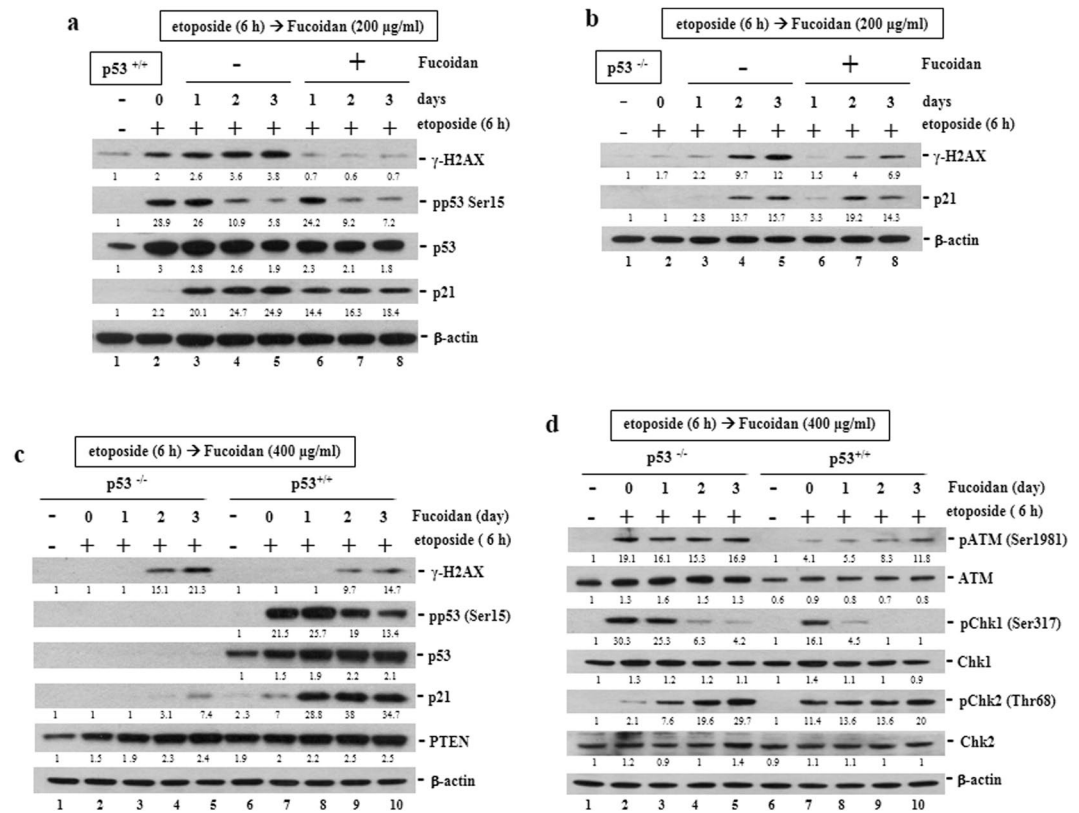 a
etoposide (6 h) → Fucoidan (200 µg/ml)
p53 +/+
- + Fucoidan
- 0 1 2 3 1 2 3 days
- + + + + + + + etoposide (6 h)
- γ-H2AX
1 2 2.6 3.6 3.8 0.7 0.6 0.7
- pp53 Ser15
1 28.9 26 10.9 5.8 24.2 9.2 7.2
- p53
1 3 2.8 2.6 1.9 2.3 2.1 1.8
- p21
1 2.2 20.1 24.7 24.9 14.4 16.3 18.4
- β-actin
1 2 3 4 5 6 7 8
b
etoposide (6 h) → Fucoidan (200 µg/ml)
p53 -/-
- + Fucoidan
- 0 1 2 3 1 2 3 days
- + + + + + + + etoposide (6 h)
- γ-H2AX
1 1.7 2.2 9.7 12 1.5 4 6.9
- p21
1 1 2.8 13.7 15.7 3.3 19.2 14.3
- β-actin
1 2 3 4 5 6 7 8
c
etoposide (6 h) → Fucoidan (400 µg/ml)
p53 -/- p53+/+
- 0 1 2 3 - 0 1 2 3 Fucoidan (day)
- + + + + - + + + + etoposide ( 6 h)
- γ-H2AX
1 1 1 15.1 21.3 1 1 1 9.7 14.7
- pp53 (Ser15)
1 21.5 25.7 19 13.4
- p53
1 1.5 1.9 2.2 2.1
- p21
1 1 1 3.1 7.4 2.3 7 28.8 38 34.7
- PTEN
1 1.5 1.9 2.3 2.4 1.9 2 2.2 2.5 2.5
- β-actin
1 2 3 4 5 6 7 8 9 10
d
etoposide (6 h) → Fucoidan (400 µg/ml)
p53 -/- p53+/+
- 0 1 2 3 - 0 1 2 3 Fucoidan (day)
- + + + + - + + + + etoposide ( 6 h)
- pATM (Ser1981)
1 19.1 16.1 15.3 16.9 1 4.1 5.5 8.3 11.8
- ATM
1 1.3 1.6 1.5 1.3 0.6 0.9 0.8 0.7 0.8
- pChk1 (Ser317)
1 30.3 25.3 6.3 4.2 1 16.1 4.5 1 1
- Chk1
1 1.3 1.2 1.2 1.1 1 1.4 1.1 1 0.9
- pChk2 (Thr68)
1 2.1 7.6 19.6 29.7 1 11.4 13.6 13.6 20
- Chk2
1 1.2 0.9 1 1.4 0.9 1.1 1.1 1 1
- β-actin
1 2 3 4 5 6 7 8 9 10